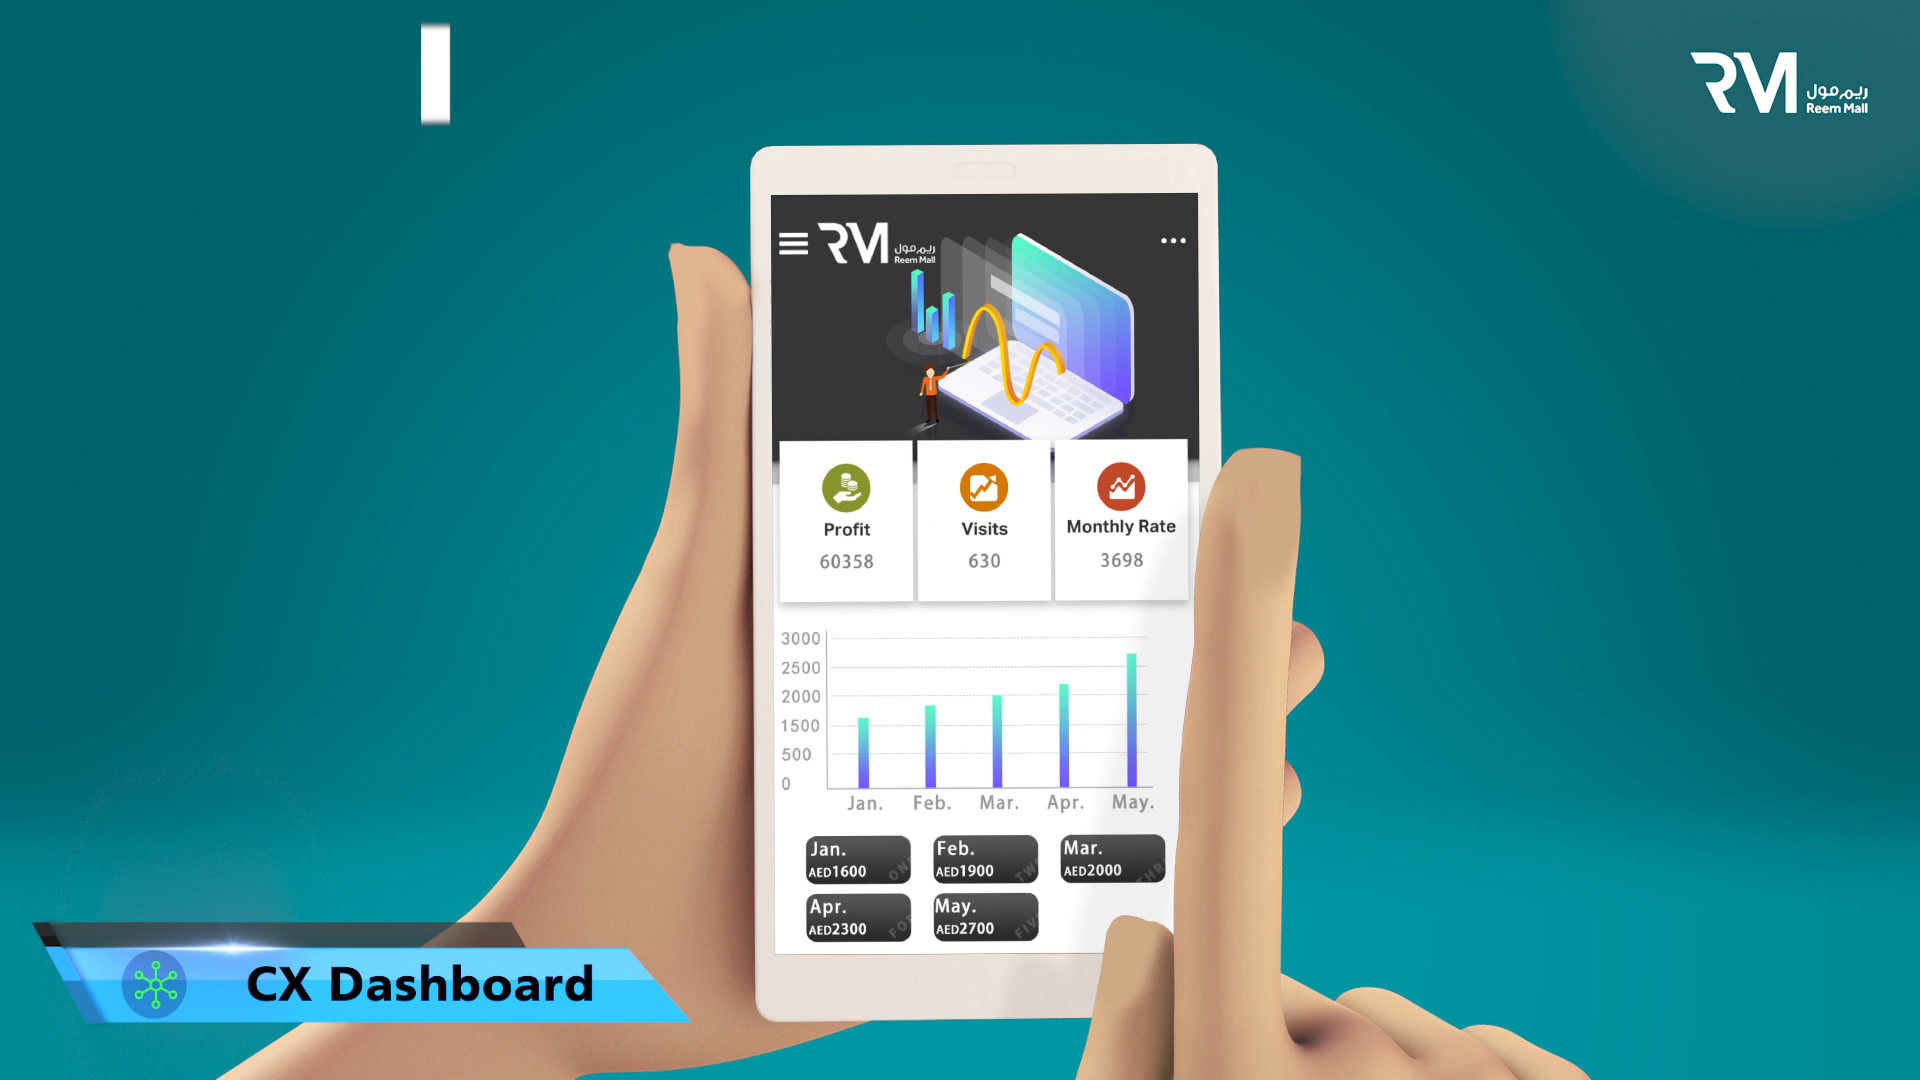 ريم مول
Reem Mall
RM
ريم مول
Reem Mall
Profit
Visits
Monthly Rate
60358
630
3698
3000
2500
2000
1500
500
0
Jan.
Feb.
Mar.
Apr.
May.
Jan.
AED1600
Feb.
AED1900
Mar.
AED2000
Apr.
AED2300
May.
AED2700
CX Dashboard